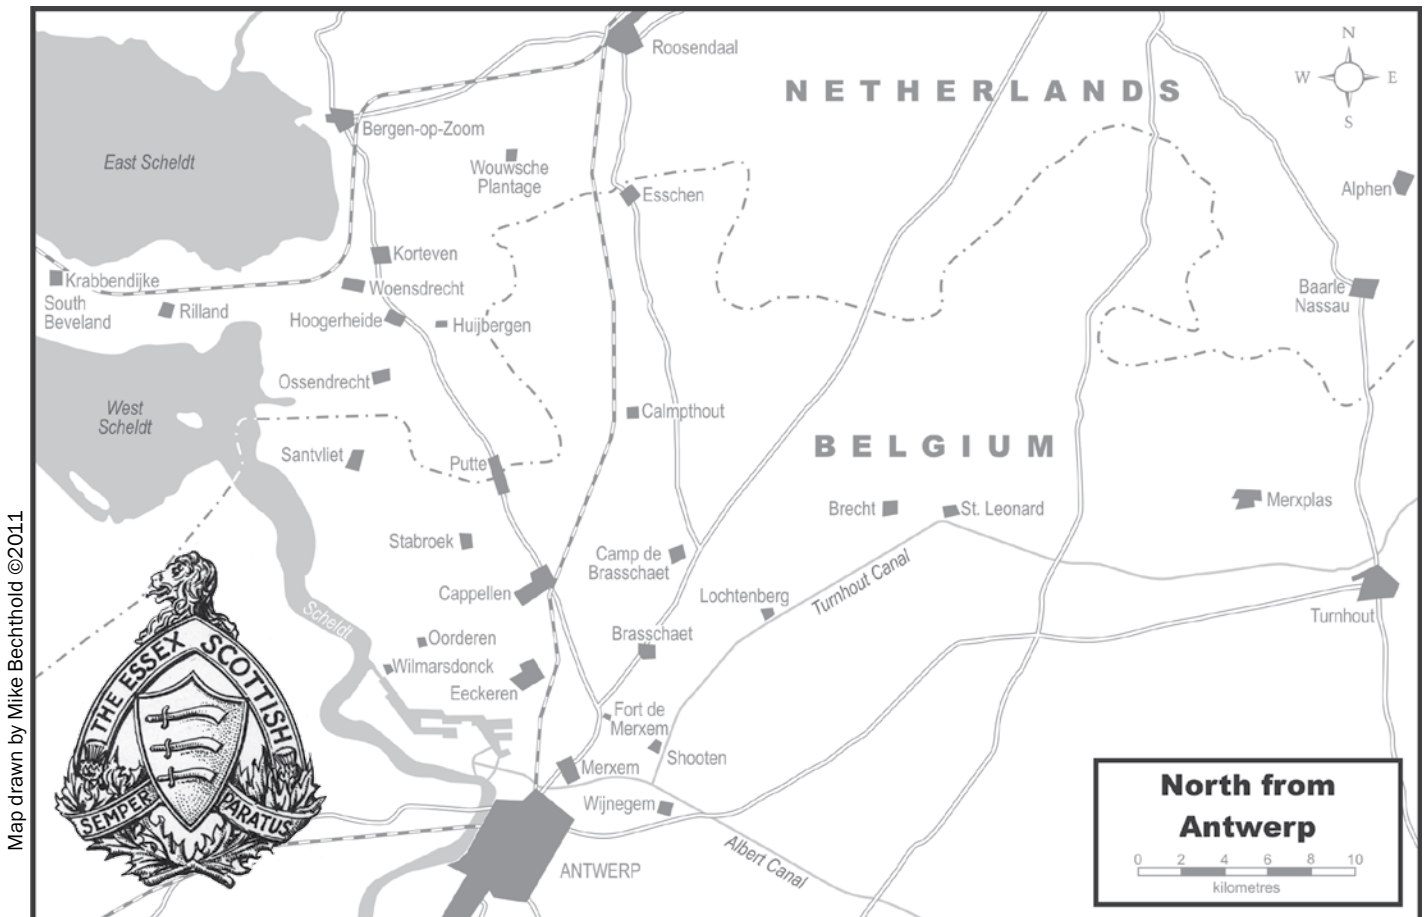 Roosendaal
NETHERLANDS
N
W
E
S
Bergen-op-Zoom
East Scheldt
Wouwsche
Plantage
Esschen
Alphen
Korteven
Krabbendijke
Woensdrecht
South
Beveland
Rilland
Hoogerheide
Huijbergen
Baarle
Nassau
Ossendrecht
West
Scheldt
Calmpthout
BELGIUM
Santvliet
Putte
Brecht
St. Leonard
Merxplas
Stabroek
Camp de
Brasschaet
Cappellen
Lochtenberg
Turnhout Canal
Turnhout
Scheldt
Oorderen
Brasschaet
Wilmarsdonck
Eeckeren
Fort de
Merxem
Shooten
Merxem
Wijnegem
Albert Canal
ANTWERP
THE ESSEX SCOTTISH
SEMPER PARATUS
North from
Antwerp
0 2 4 6 8 10
kilometres
Map drawn by Mike Bechthold ©2011